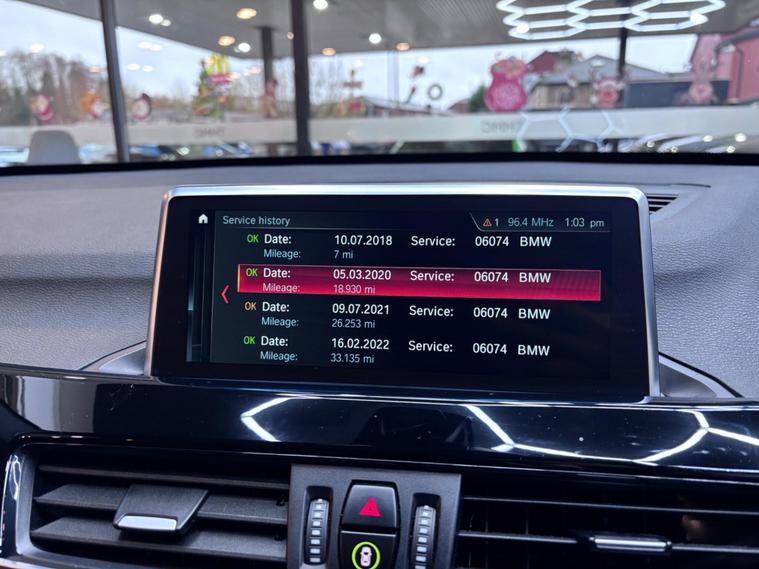 Service history
1 96.4 MHz 1:03 pm
OK Date: 10.07.2018 Service: 06074 BMW
Mileage: 7 mi
OK Date: 05.03.2020 Service: 06074 BMW
Mileage: 18.930 mi
OK Date: 09.07.2021 Service: 06074 BMW
Mileage: 26.253 mi
OK Date: 16.02.2022 Service: 06074 BMW
Mileage: 33.135 mi